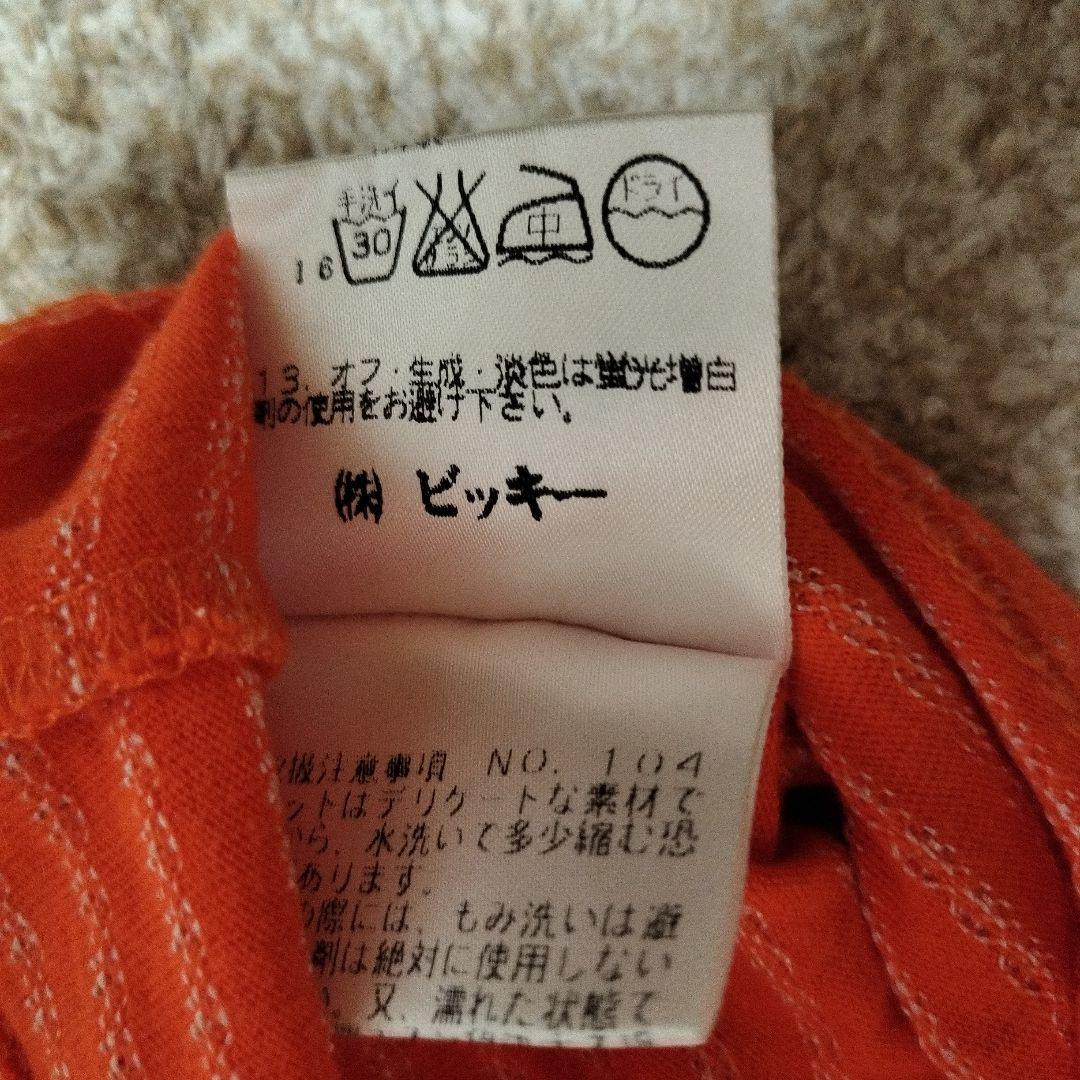 手洗イ
30
中
ドライ
16
13. オフ・生成・淡色は蛍光増白
剤の使用をお避け下さい。
㈱ ビッキー
扱注意事項 NO. 104
ットはデリケートな素材で
ら、水洗いで多少縮む恐
あります。
際には、もみ洗いは避
剤は絶対に使用しない
又、濡れた状態で